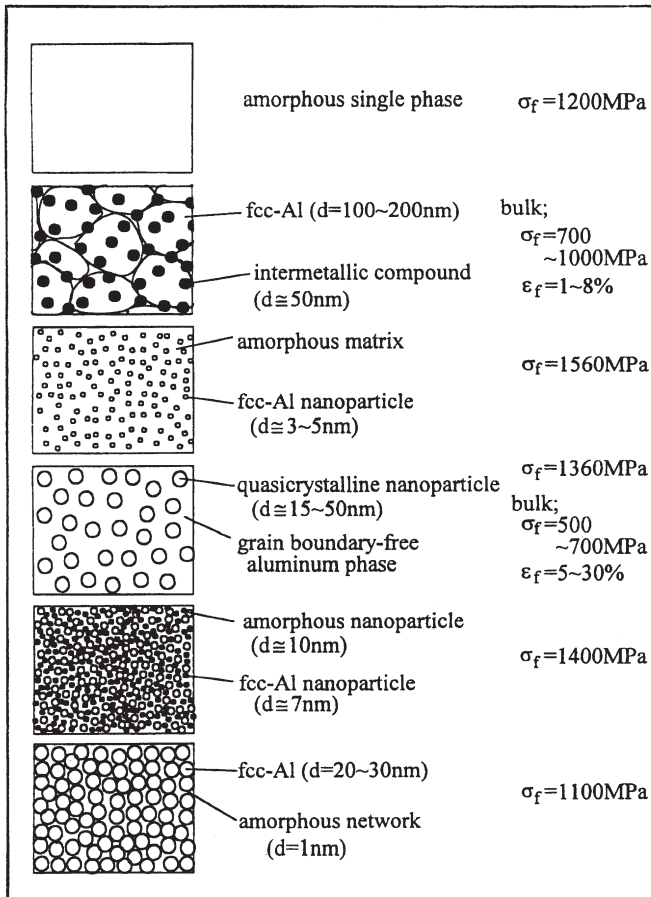 amorphous single phase
σf=1200MPa
fcc-Al (d=100~200nm)
intermetallic compound
(d≅50nm)
bulk;
σf=700
~1000MPa
εf=1~8%
amorphous matrix
fcc-Al nanoparticle
(d≅3~5nm)
σf=1560MPa
quasicrystalline nanoparticle
(d≅15~50nm)
grain boundary-free
aluminum phase
σf=1360MPa
bulk;
σf=500
~700MPa
εf=5~30%
amorphous nanoparticle
(d≅10nm)
fcc-Al nanoparticle
(d≅7nm)
σf=1400MPa
fcc-Al (d=20~30nm)
amorphous network
(d=1nm)
σf=1100MPa